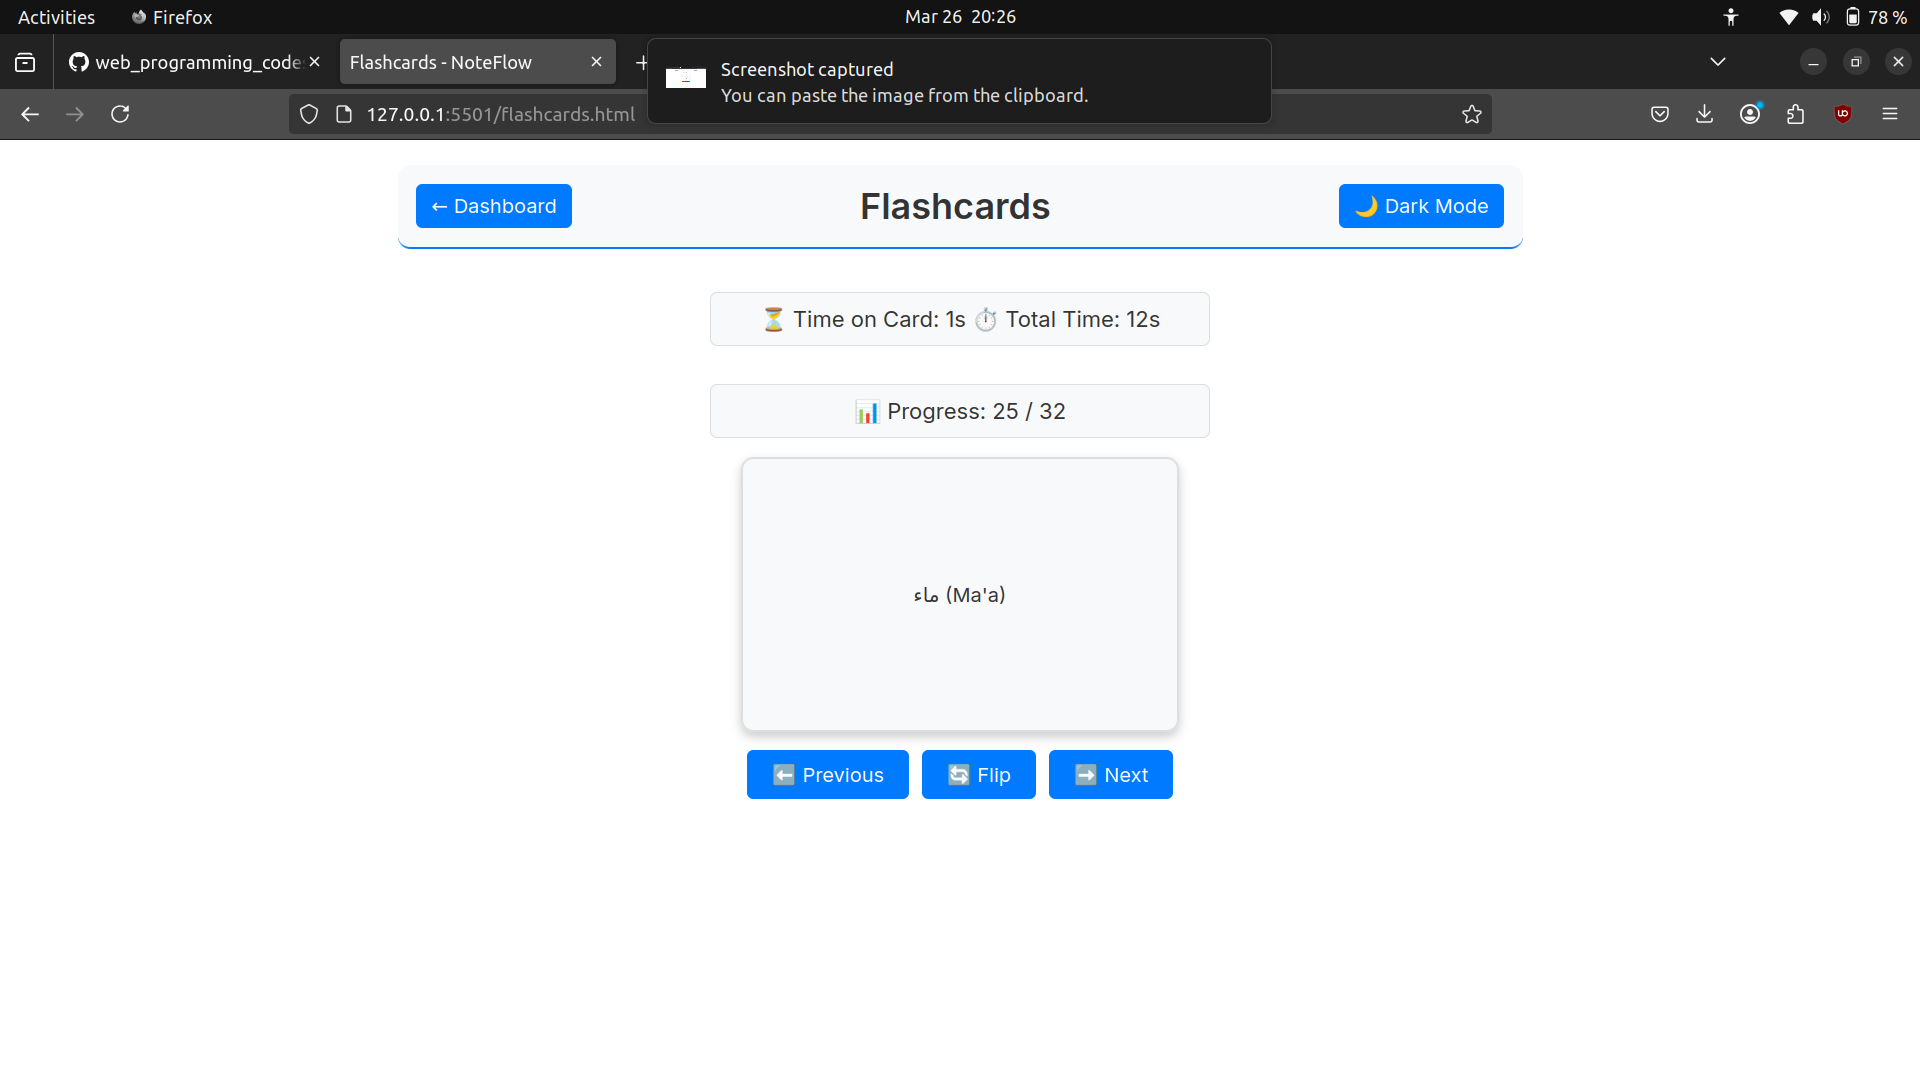 Activities Firefox Mar 26 20:26 78 %
web_programming_code Flashcards - NoteFlow
Screenshot captured
You can paste the image from the clipboard.
127.0.0.1:5501/flashcards.html
← Dashboard Flashcards 🌙 Dark Mode
⏳ Time on Card: 1s ⏱️ Total Time: 12s
📊 Progress: 25 / 32
ماء (Ma'a)
⬅️ Previous 🔄 Flip ➡️ Next